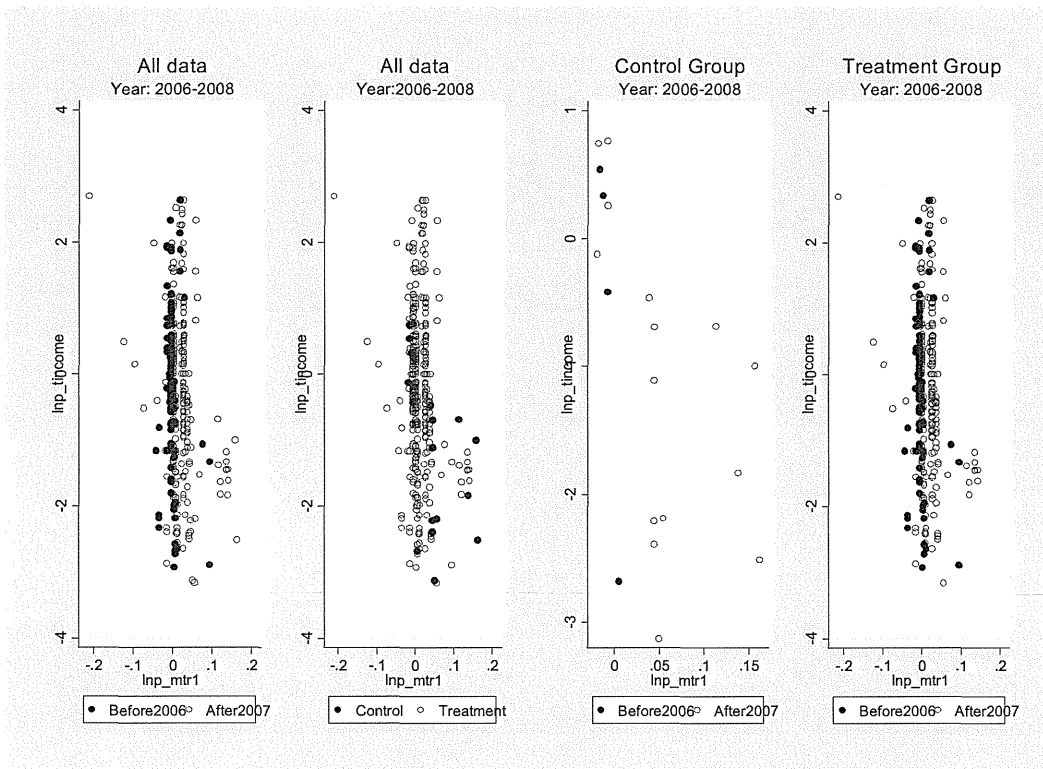 All data
Year: 2006-2008
lnp_tincome
4
2
0
-2
-4
-.2 -.1 0 .1 .2
lnp_mtr1
Before2006 After2007
All data
Year:2006-2008
lnp_tincome
4
2
0
-2
-4
-.2 -.1 0 .1 .2
lnp_mtr1
Control Treatment
Control Group
Year: 2006-2008
lnp_tincome
1
0
-1
-2
-3
0 .05 .1 .15
lnp_mtr1
Before2006 After2007
Treatment Group
Year: 2006-2008
lnp_tincome
4
2
0
-2
-4
-.2 -.1 0 .1 .2
lnp_mtr1
Before2006 After2007